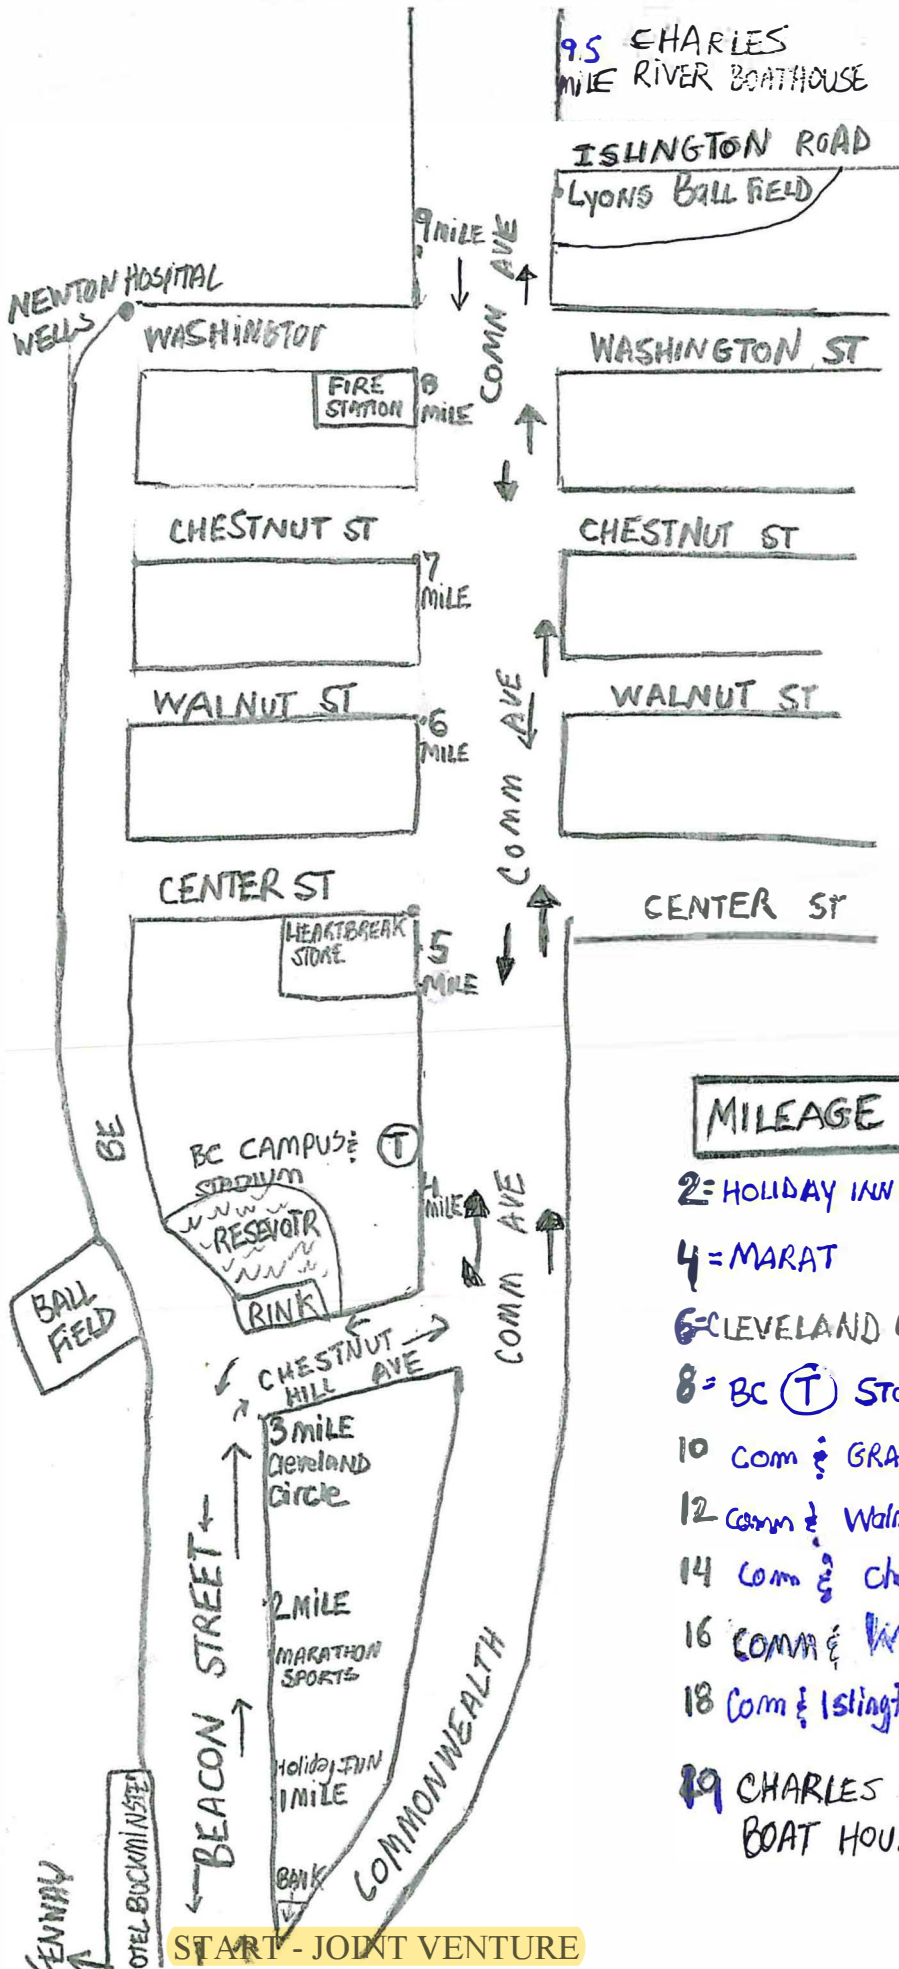 9.5 CHARLES
MILE RIVER BOATHOUSE
ISLINGTON ROAD
LYONS BALL FIELD
9 MILE
COMM AVE
NEWTON HOSPITAL
WELLS
WASHINGTON
WASHINGTON ST
FIRE
STATION
8
MILE
CHESTNUT ST
CHESTNUT ST
7
MILE
WALNUT ST
WALNUT ST
6
MILE
COMM AVE
CENTER ST
CENTER ST
HEARTBREAK
STORE
5
MILE
BE
BC CAMPUS &
STADIUM
T
4
MILE
RESEVOIR
RINK
COMM AVE
BALL
FIELD
CHESTNUT
HILL AVE
3 MILE
Cleveland
Circle
2 MILE
MARATHON
SPORTS
BEACON STREET
Holiday INN
1 MILE
BANK
COMMONWEALTH
OTEL BUCKMINSTE
FENWAY
START - JOINT VENTURE
MILEAGE
2= HOLIDAY INN
4 = MARAT
6=CLEVELAND
8= BC T STO
10 Com & GRA
12 Comm & Waln
14 Com & Ch
16 COMM &
18 Com & Isling
19 CHARLES
BOAT HOU